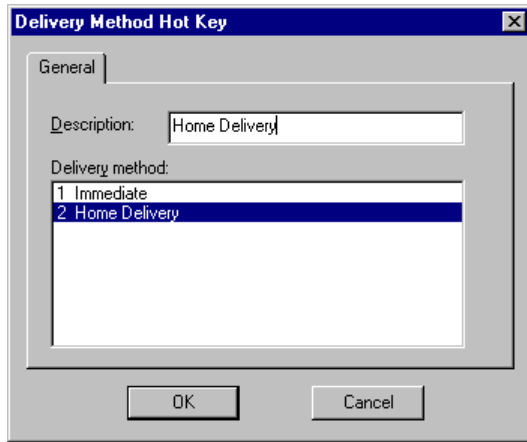 Delivery Method Hot Key
General
Description: Home Delivery
Delivery method:
1 Immediate
2 Home Delivery
OK Cancel